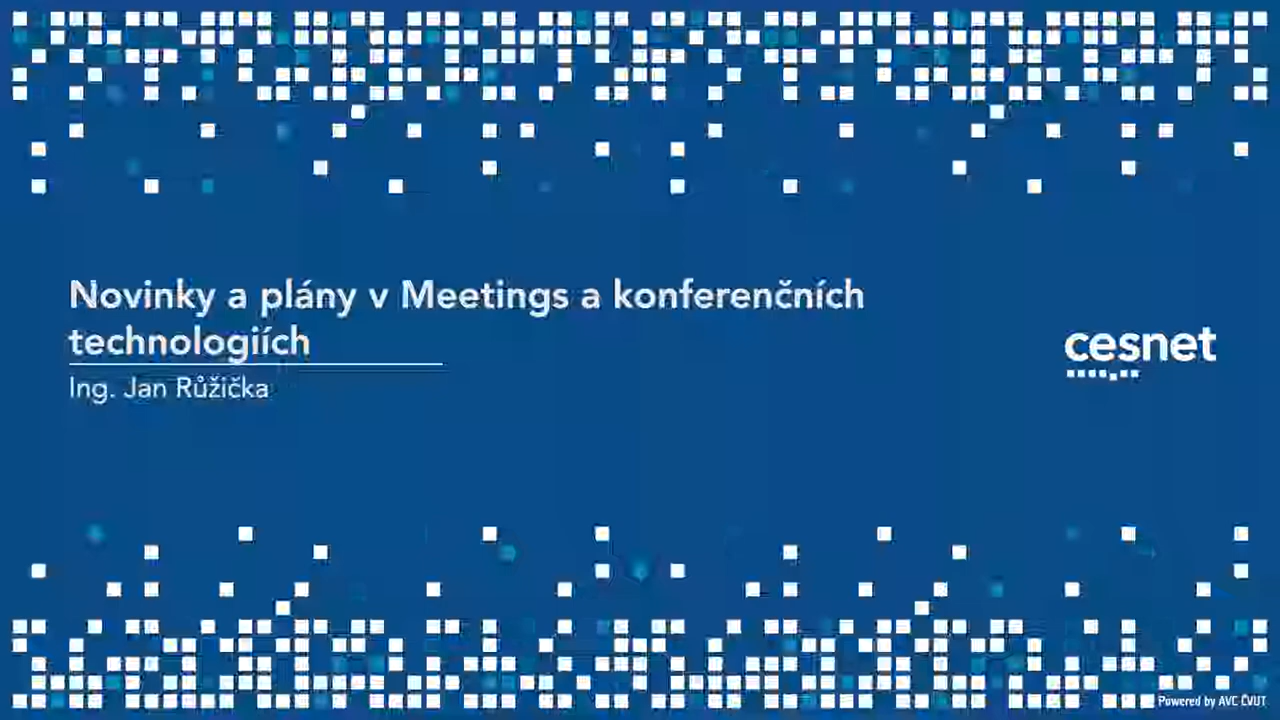 Novinky a plány v Meetings a konferenčních
technologiích
Ing. Jan Růžička
cesnet
Powered by AVC ČVUT